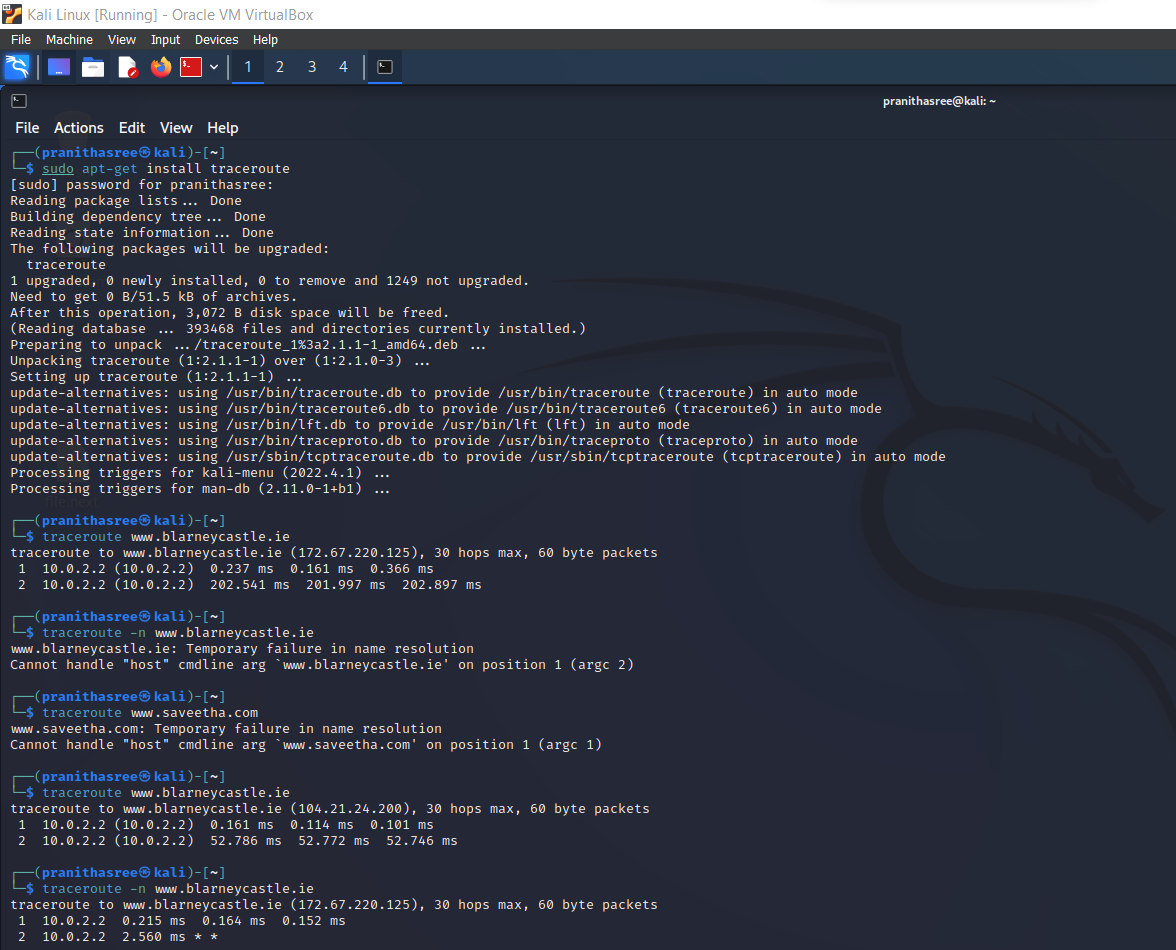 Kali Linux [Running] - Oracle VM VirtualBox
File Machine View Input Devices Help
1 2 3 4
pranithasree@kali: ~
File Actions Edit View Help
┌──(pranithasree㉿kali)-[~]
└─$ sudo apt-get install traceroute
[sudo] password for pranithasree:
Reading package lists... Done
Building dependency tree... Done
Reading state information... Done
The following packages will be upgraded:
  traceroute
1 upgraded, 0 newly installed, 0 to remove and 1249 not upgraded.
Need to get 0 B/51.5 kB of archives.
After this operation, 3,072 B disk space will be freed.
(Reading database ... 393468 files and directories currently installed.)
Preparing to unpack .../traceroute_1%3a2.1.1-1_amd64.deb ...
Unpacking traceroute (1:2.1.1-1) over (1:2.1.0-3) ...
Setting up traceroute (1:2.1.1-1) ...
update-alternatives: using /usr/bin/traceroute.db to provide /usr/bin/traceroute (traceroute) in auto mode
update-alternatives: using /usr/bin/traceroute6.db to provide /usr/bin/traceroute6 (traceroute6) in auto mode
update-alternatives: using /usr/bin/lft.db to provide /usr/bin/lft (lft) in auto mode
update-alternatives: using /usr/bin/traceproto.db to provide /usr/bin/traceproto (traceproto) in auto mode
update-alternatives: using /usr/sbin/tcptraceroute.db to provide /usr/sbin/tcptraceroute (tcptraceroute) in auto mode
Processing triggers for kali-menu (2022.4.1) ...
Processing triggers for man-db (2.11.0-1+b1) ...
┌──(pranithasree㉿kali)-[~]
└─$ traceroute www.blarneycastle.ie
traceroute to www.blarneycastle.ie (172.67.220.125), 30 hops max, 60 byte packets
 1  10.0.2.2 (10.0.2.2)  0.237 ms  0.161 ms  0.366 ms
 2  10.0.2.2 (10.0.2.2)  202.541 ms  201.997 ms  202.897 ms
┌──(pranithasree㉿kali)-[~]
└─$ traceroute -n www.blarneycastle.ie
www.blarneycastle.ie: Temporary failure in name resolution
Cannot handle "host" cmdline arg `www.blarneycastle.ie' on position 1 (argc 2)
┌──(pranithasree㉿kali)-[~]
└─$ traceroute www.saveetha.com
www.saveetha.com: Temporary failure in name resolution
Cannot handle "host" cmdline arg `www.saveetha.com' on position 1 (argc 1)
┌──(pranithasree㉿kali)-[~]
└─$ traceroute www.blarneycastle.ie
traceroute to www.blarneycastle.ie (104.21.24.200), 30 hops max, 60 byte packets
 1  10.0.2.2 (10.0.2.2)  0.161 ms  0.114 ms  0.101 ms
 2  10.0.2.2 (10.0.2.2)  52.786 ms  52.772 ms  52.746 ms
┌──(pranithasree㉿kali)-[~]
└─$ traceroute -n www.blarneycastle.ie
traceroute to www.blarneycastle.ie (172.67.220.125), 30 hops max, 60 byte packets
 1  10.0.2.2  0.215 ms  0.164 ms  0.152 ms
 2  10.0.2.2  2.560 ms * *